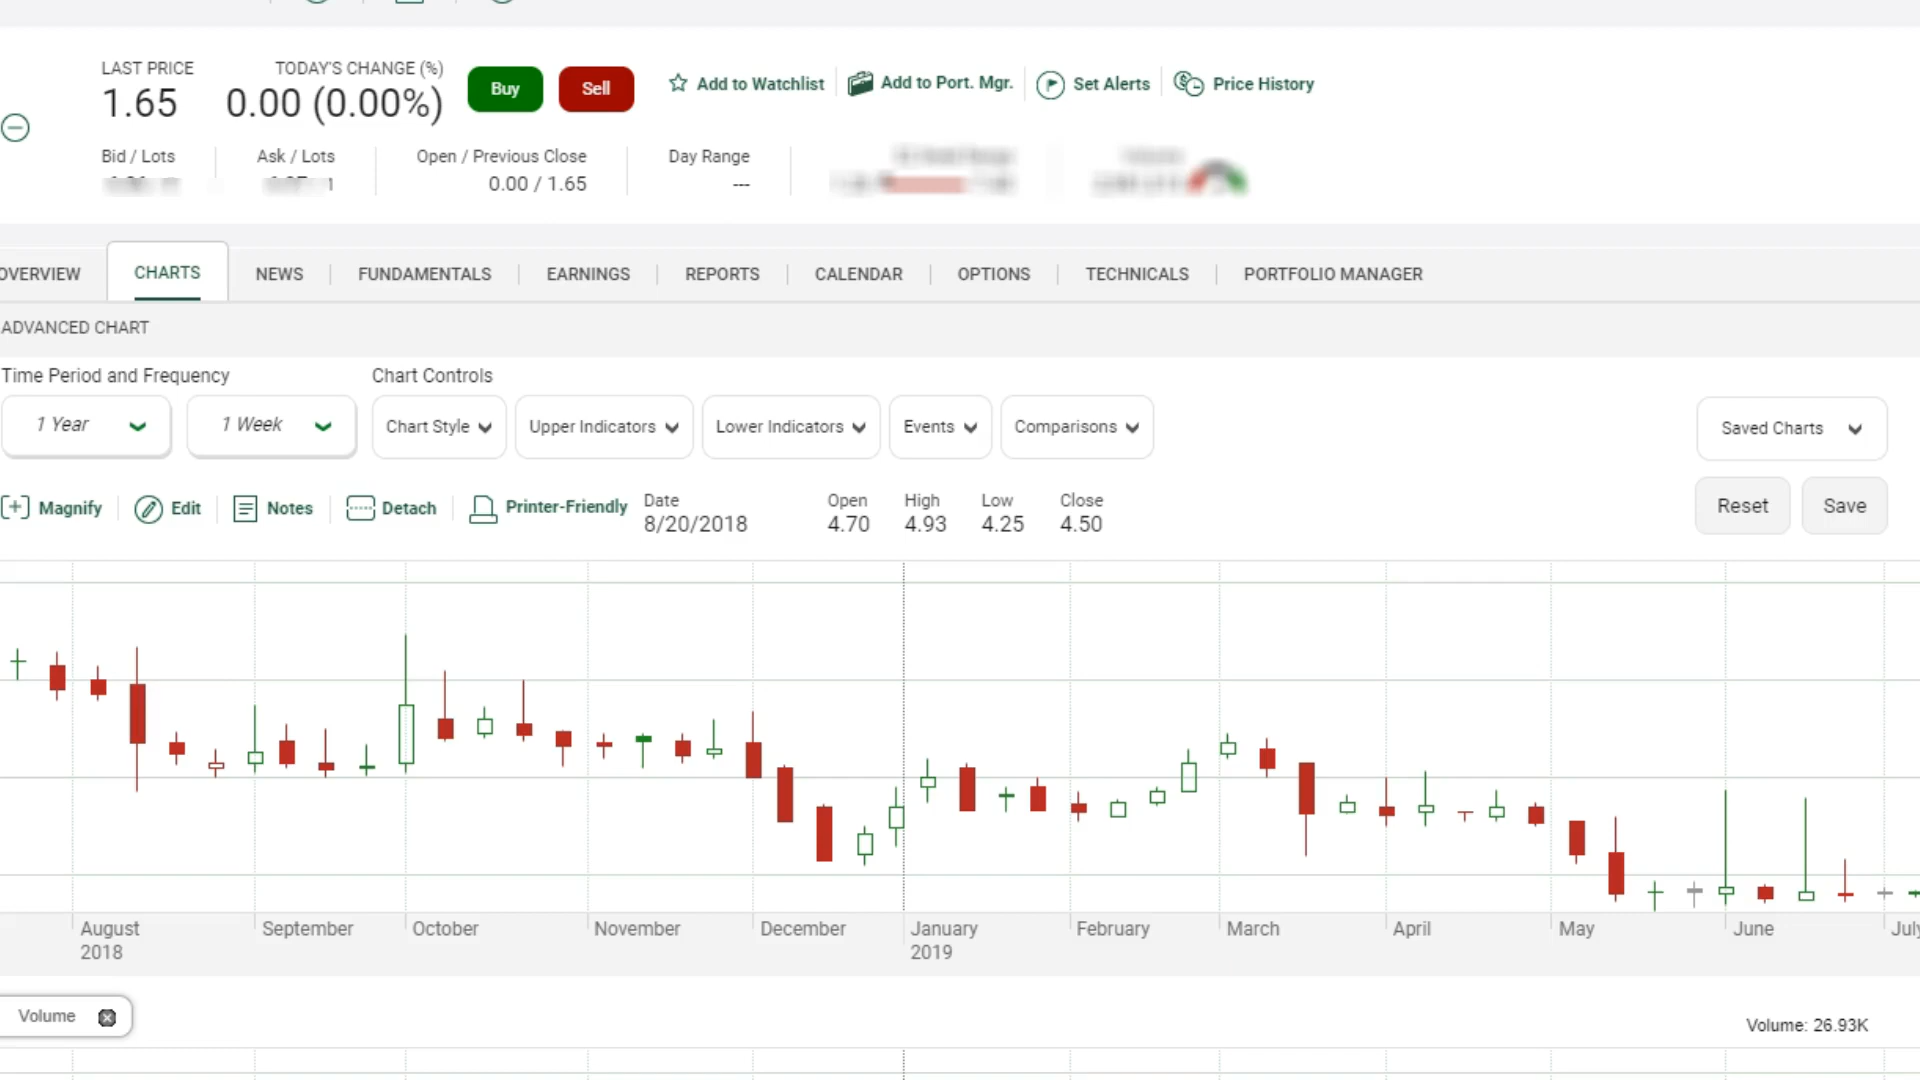 LAST PRICE TODAY'S CHANGE (%)
1.65 0.00 (0.00%) Buy Sell Add to Watchlist Add to Port. Mgr. Set Alerts Price History
Bid / Lots Ask / Lots Open / Previous Close Day Range
0.00 / 1.65 ---
OVERVIEW CHARTS NEWS FUNDAMENTALS EARNINGS REPORTS CALENDAR OPTIONS TECHNICALS PORTFOLIO MANAGER
ADVANCED CHART
Time Period and Frequency Chart Controls
1 Year 1 Week Chart Style Upper Indicators Lower Indicators Events Comparisons Saved Charts
Magnify Edit Notes Detach Printer-Friendly Date Open High Low Close Reset Save
8/20/2018 4.70 4.93 4.25 4.50
August September October November December January February March April May June July
2018 2019
Volume
Volume: 26.93K